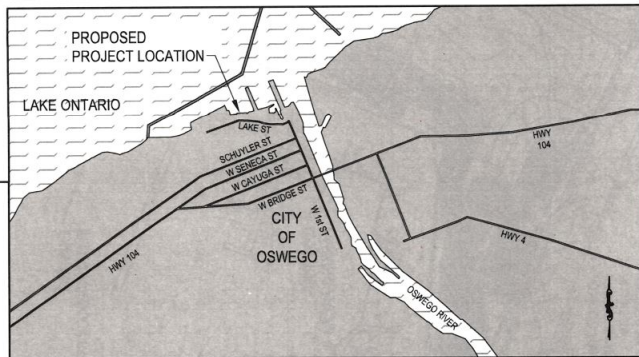 PROPOSED
PROJECT LOCATION
LAKE ONTARIO
LAKE ST
SCHUYLER ST
W SENECA ST
W CAYUGA ST
W BRIDGE ST
W 1st ST
HWY
104
CITY
OF
OSWEGO
HWY 4
HWY 104
OSWEGO RIVER